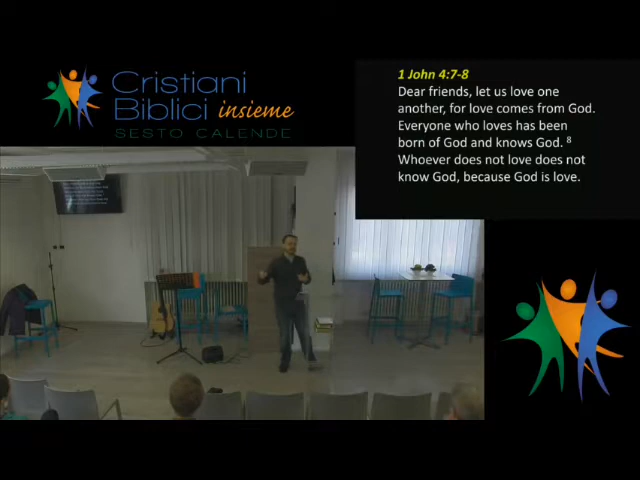 Cristiani
Biblici insieme
SESTO CALENDE
1 John 4:7-8
Dear friends, let us love one
another, for love comes from God.
Everyone who loves has been
born of God and knows God. 8
Whoever does not love does not
know God, because God is love.